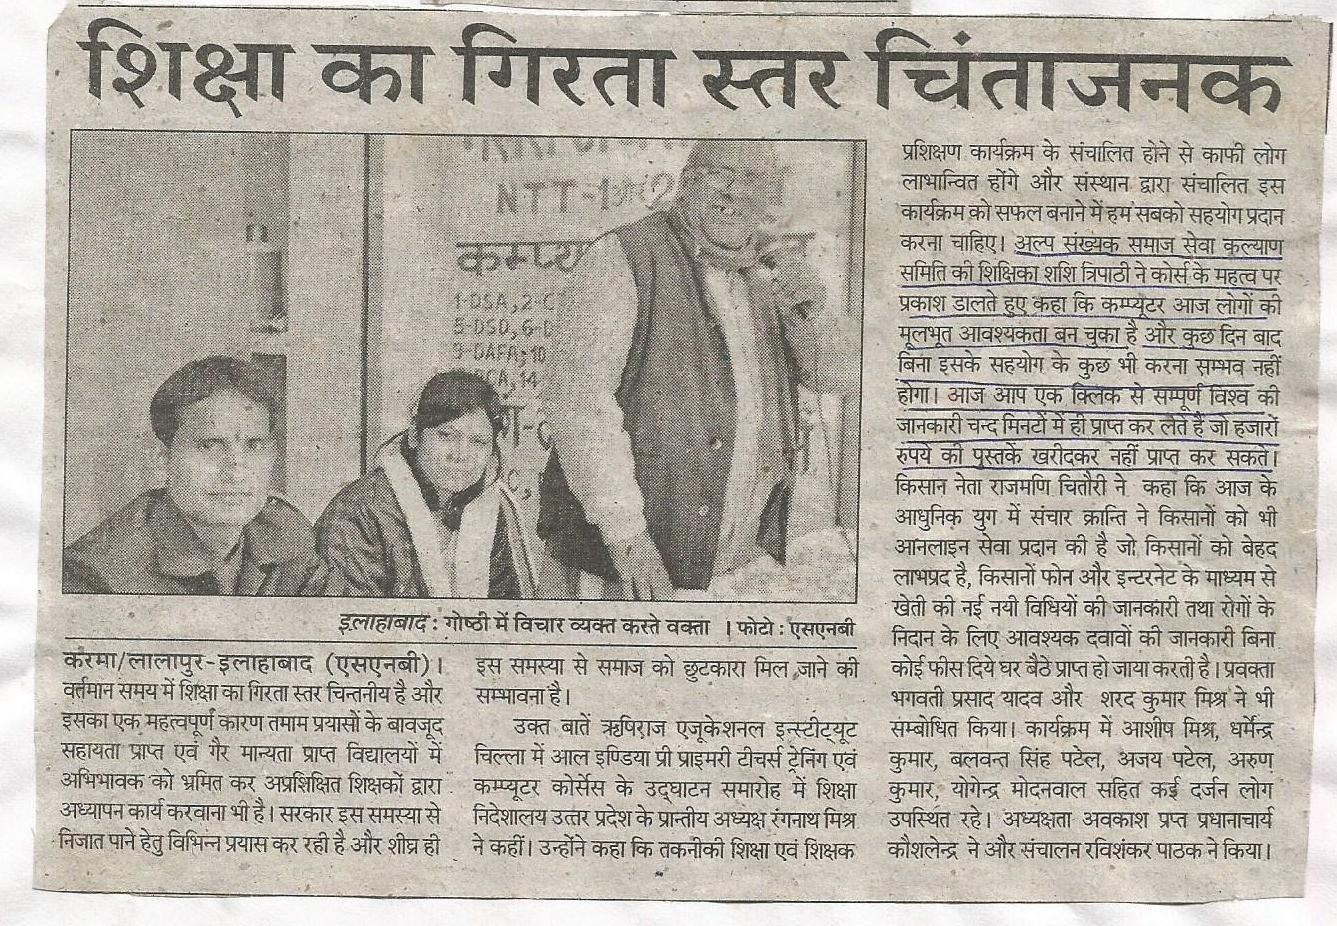 शिक्षा का गिरता स्तर चिंताजनक
NTT-1
कम्प्य
1-DSA, 2-C
5-DSD, 6-D
9-DAFA; 10
CA, 14
इलाहाबाद : गोष्ठी में विचार व्यक्त करते वक्ता । फोटो : एसएनबी
करमा/लालापुर-इलाहाबाद (एसएनबी)।
वर्तमान समय में शिक्षा का गिरता स्तर चिन्तनीय है और
इसका एक महत्वपूर्ण कारण तमाम प्रयासों के बावजूद
सहायता प्राप्त एवं गैर मान्यता प्राप्त विद्यालयों में
अभिभावक को भ्रमित कर अप्रशिक्षित शिक्षकों द्वारा
अध्यापन कार्य करवाना भी है। सरकार इस समस्या से
निजात पाने हेतु विभिन्न प्रयास कर रही है और शीघ्र ही
इस समस्या से समाज को छुटकारा मिल जाने की
सम्भावना है।
उक्त बातें ऋषिराज एजूकेशनल इन्स्टीट्यूट
चिल्ला में आल इण्डिया प्री प्राइमरी टीचर्स ट्रेनिंग एवं
कम्प्यूटर कोर्सेस के उद्घाटन समारोह में शिक्षा
निदेशालय उत्तर प्रदेश के प्रान्तीय अध्यक्ष रंगनाथ मिश्र
ने कहीं। उन्होंने कहा कि तकनीकी शिक्षा एवं शिक्षक
प्रशिक्षण कार्यक्रम के संचालित होने से काफी लोग
लाभान्वित होंगे और संस्थान द्वारा संचालित इस
कार्यक्रम को सफल बनाने में हम सबको सहयोग प्रदान
करना चाहिए। अल्प संख्यक समाज सेवा कल्याण
समिति की शिक्षिका शशि त्रिपाठी ने कोर्स के महत्व पर
प्रकाश डालते हुए कहा कि कम्प्यूटर आज लोगों की
मूलभूत आवश्यकता बन चुका है और कुछ दिन बाद
बिना इसके सहयोग के कुछ भी करना सम्भव नहीं
होगा। आज आप एक क्लिक से सम्पूर्ण विश्व की
जानकारी चन्द मिनटों में ही प्राप्त कर लेते हैं जो हजारों
रुपये की पुस्तकें खरीदकर नहीं प्राप्त कर सकते।
किसान नेता राजमणि चितौरी ने कहा कि आज के
आधुनिक युग में संचार क्रान्ति ने किसानों को भी
आनलाइन सेवा प्रदान की है जो किसानों को बेहद
लाभप्रद है, किसानों फोन और इन्टरनेट के माध्यम से
खेती की नई नयी विधियों की जानकारी तथा रोगों के
निदान के लिए आवश्यक दवावों की जानकारी बिना
कोई फीस दिये घर बैठे प्राप्त हो जाया करती है। प्रवक्ता
भगवती प्रसाद यादव और शरद कुमार मिश्र ने भी
सम्बोधित किया। कार्यक्रम में आशीष मिश्र, धर्मेन्द्र
कुमार, बलवन्त सिंह पटेल, अजय पटेल, अरुण
कुमार, योगेन्द्र मोदनवाल सहित कई दर्जन लोग
उपस्थित रहे। अध्यक्षता अवकाश प्रप्त प्रधानाचार्य
कौशलेन्द्र ने और संचालन रविशंकर पाठक ने किया।